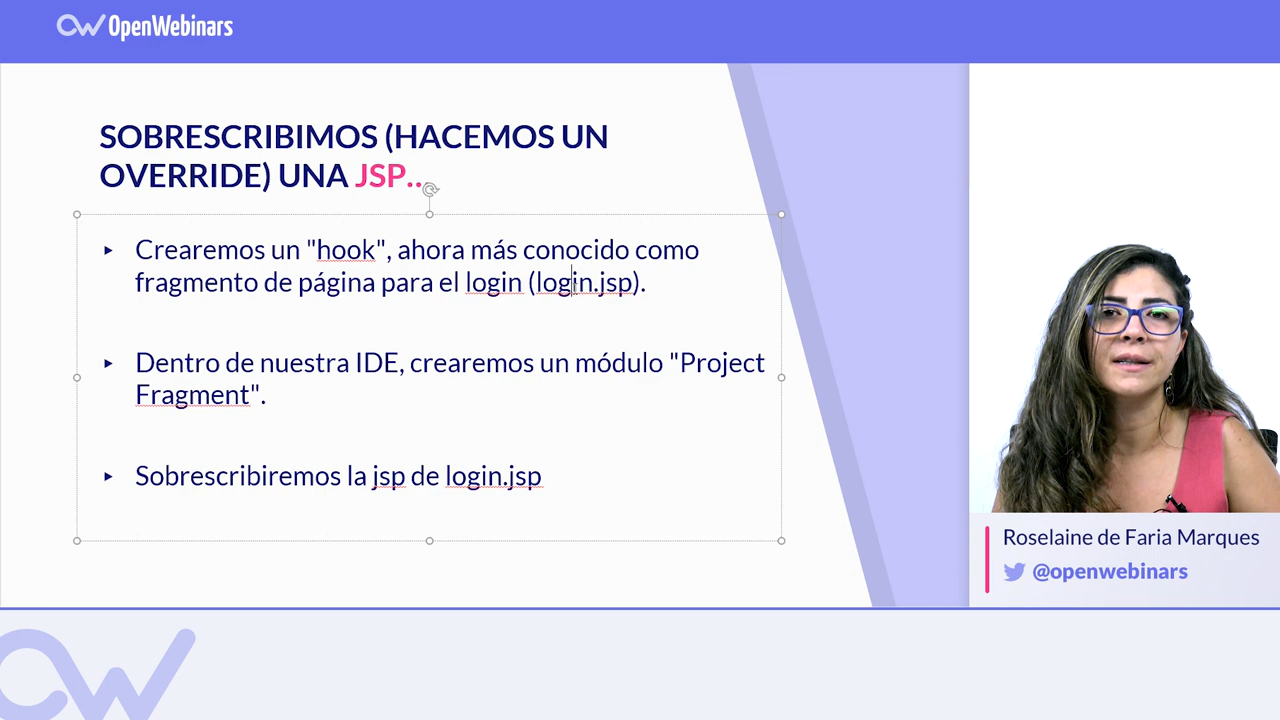 OpenWebinars
SOBRESCRIBIMOS (HACEMOS UN
OVERRIDE) UNA JSP...
▸ Crearemos un "hook", ahora más conocido como
fragmento de página para el login (login.jsp).
▸ Dentro de nuestra IDE, crearemos un módulo "Project
Fragment".
▸ Sobrescribiremos la jsp de login.jsp
Roselaine de Faria Marques
@openwebinars